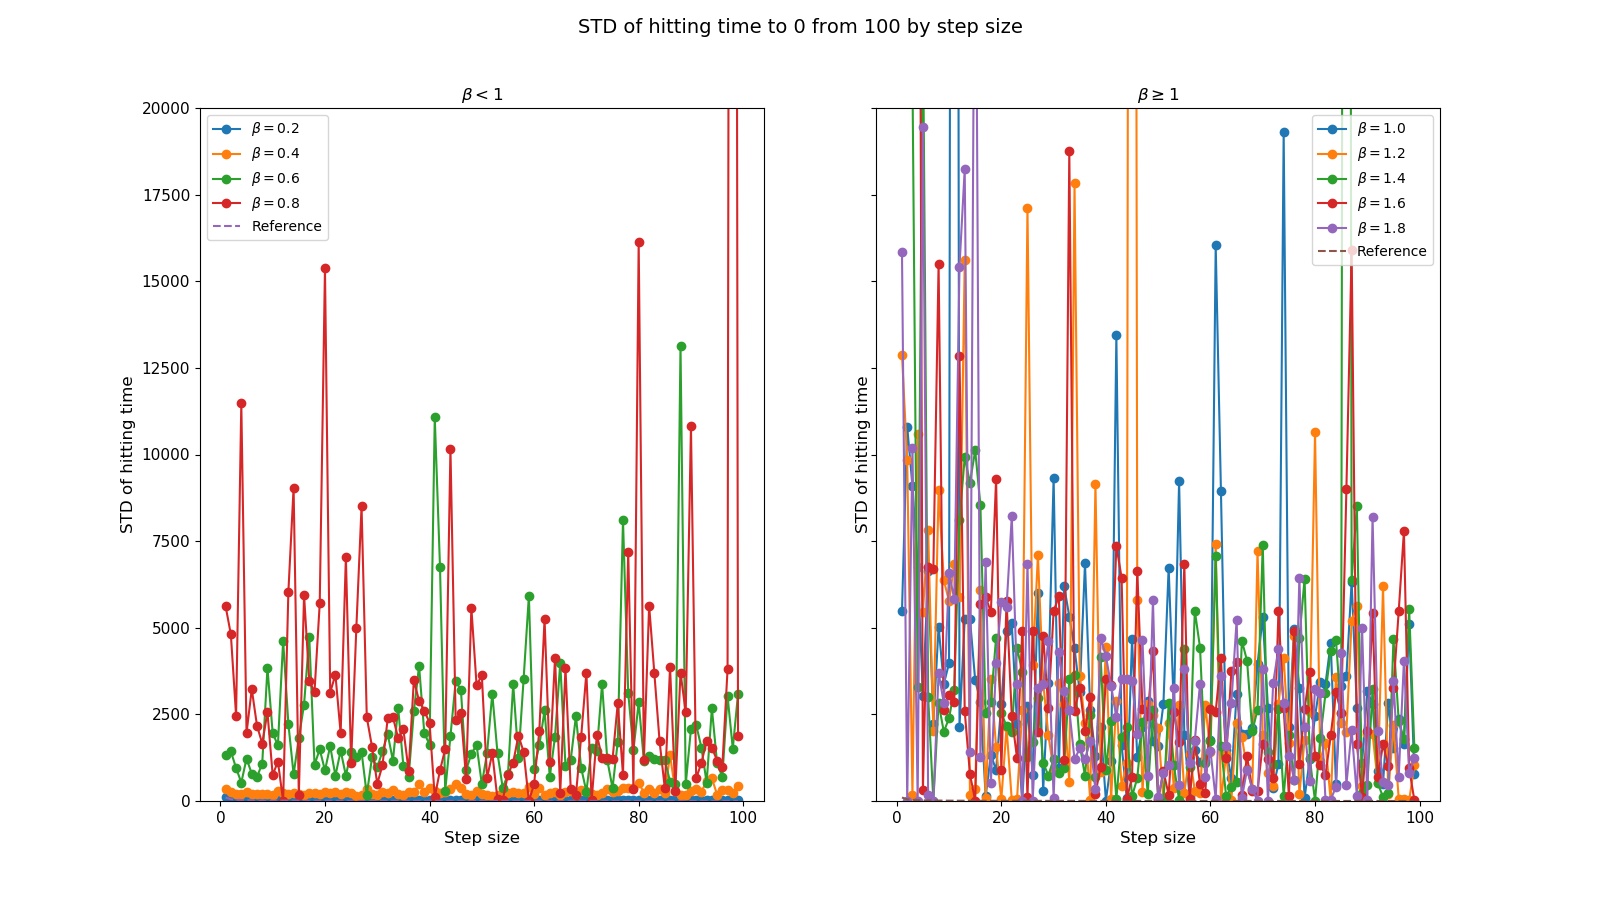 STD of hitting time to 0 from 100 by step size
β < 1
20000
17500
15000
12500
10000
7500
5000
2500
0
STD of hitting time
0 20 40 60 80 100
Step size
β = 0.2
β = 0.4
β = 0.6
β = 0.8
Reference
β ≥ 1
STD of hitting time
0 20 40 60 80 100
Step size
β = 1.0
β = 1.2
β = 1.4
β = 1.6
β = 1.8
Reference